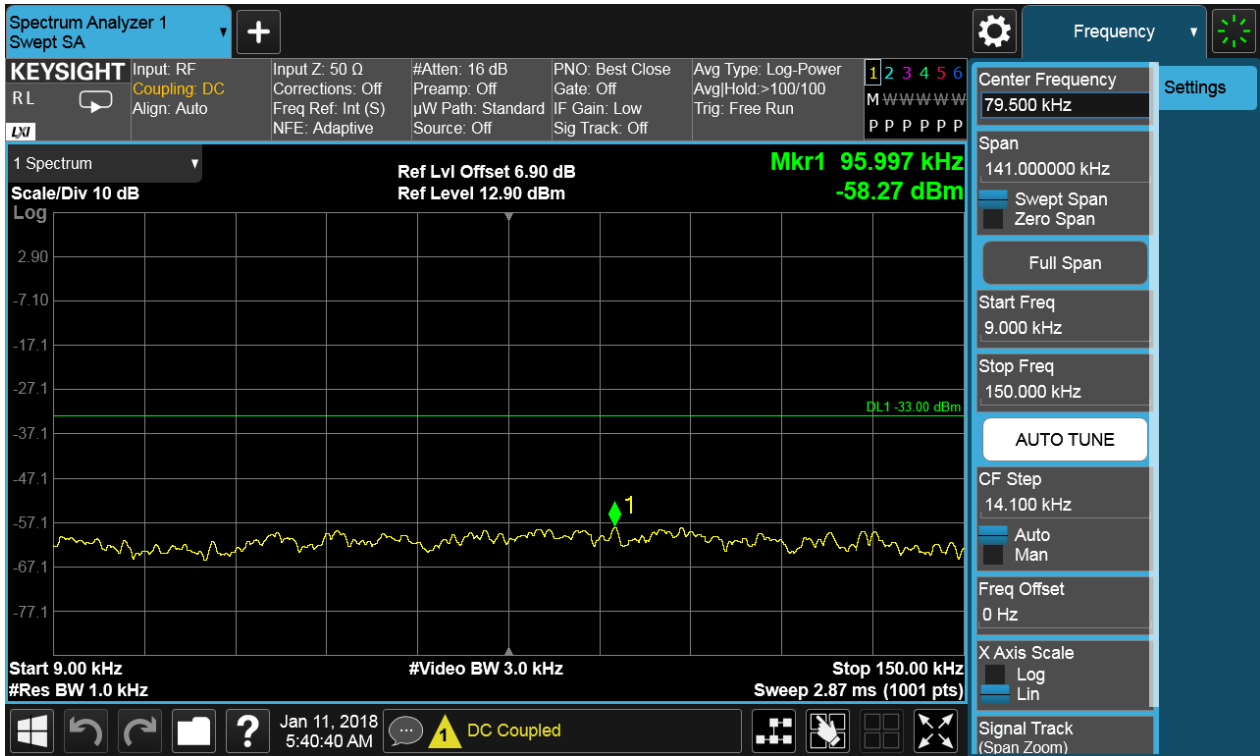 Spectrum Analyzer 1
Swept SA
+
Frequency
KEYSIGHT
RL
LXI
Input: RF
Coupling: DC
Align: Auto
Input Z: 50 Ω
Corrections: Off
Freq Ref: Int (S)
NFE: Adaptive
#Atten: 16 dB
Preamp: Off
µW Path: Standard
Source: Off
PNO: Best Close
Gate: Off
IF Gain: Low
Sig Track: Off
Avg Type: Log-Power
Avg|Hold:>100/100
Trig: Free Run
1 2 3 4 5 6
M W W W W W
P P P P P P
1 Spectrum
Scale/Div 10 dB
Log
Ref Lvl Offset 6.90 dB
Ref Level 12.90 dBm
Mkr1 95.997 kHz
-58.27 dBm
2.90
-7.10
-17.1
-27.1
DL1 -33.00 dBm
-37.1
-47.1
1
-57.1
-67.1
-77.1
Start 9.00 kHz
#Res BW 1.0 kHz
#Video BW 3.0 kHz
Stop 150.00 kHz
Sweep 2.87 ms (1001 pts)
Center Frequency
79.500 kHz
Settings
Span
141.000000 kHz
Swept Span
Zero Span
Full Span
Start Freq
9.000 kHz
Stop Freq
150.000 kHz
AUTO TUNE
CF Step
14.100 kHz
Auto
Man
Freq Offset
0 Hz
X Axis Scale
Log
Lin
Signal Track
(Span Zoom)
?
Jan 11, 2018
5:40:40 AM
1
DC Coupled